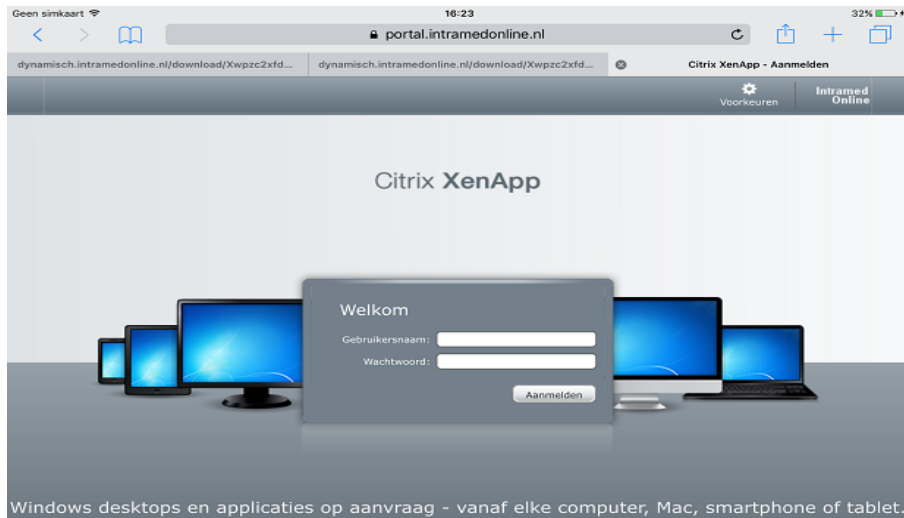 Geen simkaart 16:23 32%
portal.intramedonline.nl
dynamisch.intramedonline.nl/download/Xwpzc2xfd... dynamisch.intramedonline.nl/download/Xwpzc2xfd... Citrix XenApp - Aanmelden
Voorkeuren
Intramed
Online
Citrix XenApp
Welkom
Gebruikersnaam:
Wachtwoord:
Aanmelden
Windows desktops en applicaties op aanvraag - vanaf elke computer, Mac, smartphone of tablet.